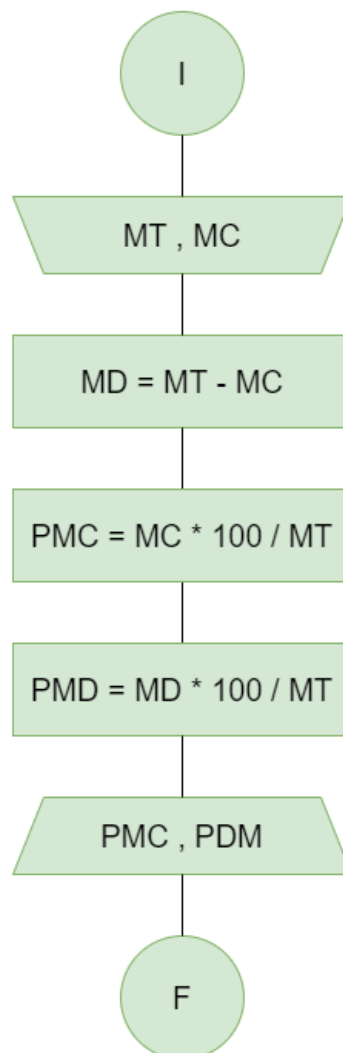 I
MT , MC
MD = MT - MC
PMC = MC * 100 / MT
PMD = MD * 100 / MT
PMC , PDM
F